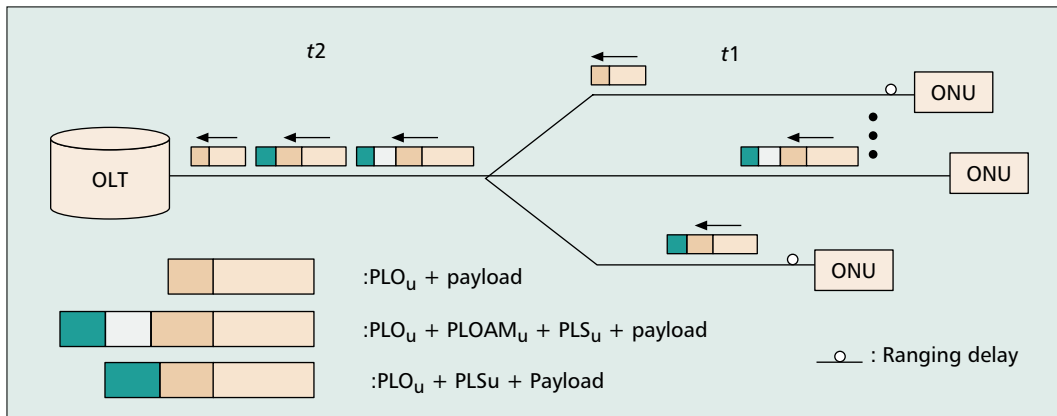 t2
t1
ONU
OLT
ONU
ONU
:PLOu + payload
:PLOu + PLOAMu + PLSu + payload
: Ranging delay
:PLOu + PLSu + Payload